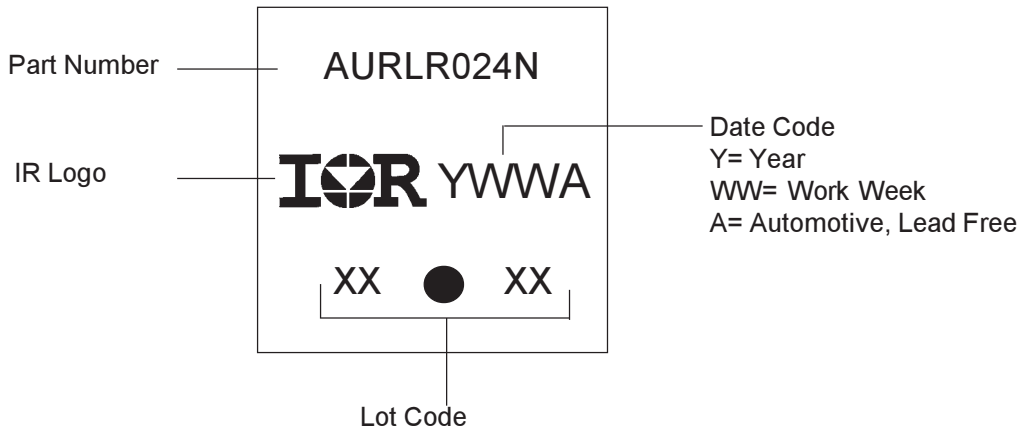 Part Number
AURLR024N
IR Logo
IOR YWWA
Date Code
Y= Year
WW= Work Week
A= Automotive, Lead Free
XX ● XX
Lot Code